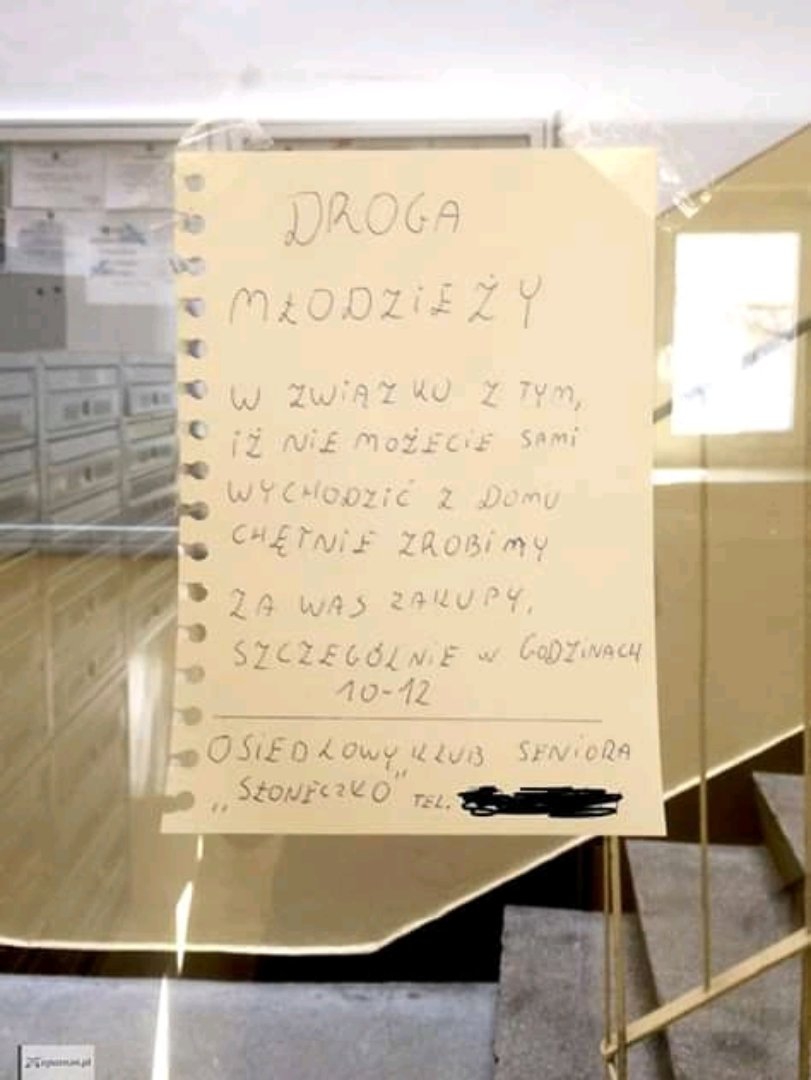 DROGA
MŁODZIEŻY
W ZWIĄZKU Z TYM,
IŻ NIE MOŻECIE SAMI
WYCHODZIĆ Z DOMU
CHĘTNIE ZROBIMY
ZA WAS ZAKUPY,
SZCZEGÓLNIE W GODZINACH
10-12
OSIEDLOWY KLUB SENIORA
„SŁONECZKO” TEL.